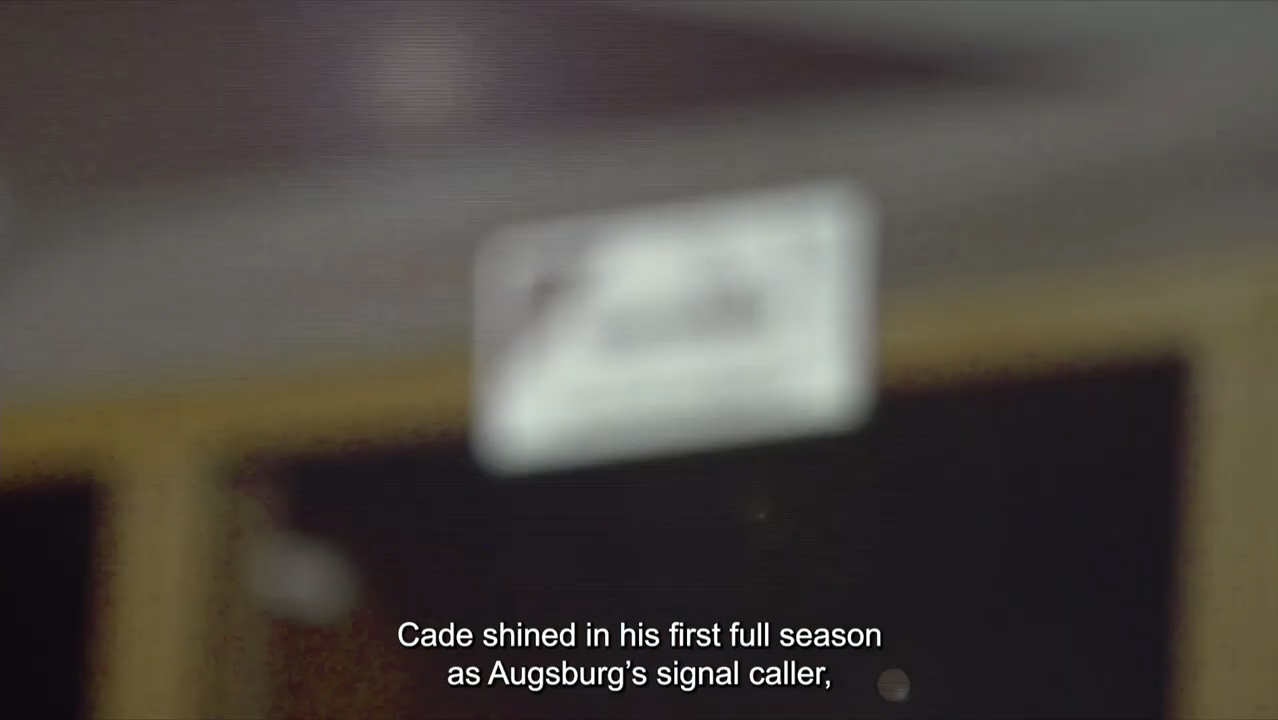 Cade shined in his first full season
as Augsburg’s signal caller,